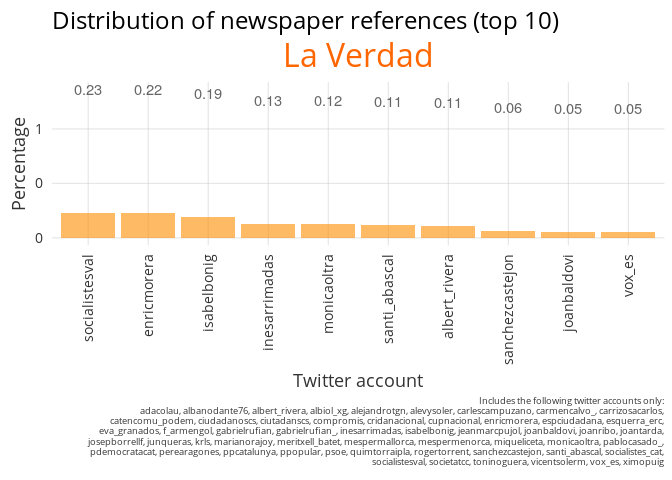 Distribution of newspaper references (top 10)
La Verdad
0.23 0.22 0.19 0.13 0.12 0.11 0.11 0.06 0.05 0.05
Percentage
1
0
0
socialistesval
enricmorera
isabelbonig
inesarrimadas
monicaoltra
santi_abascal
albert_rivera
sanchezcastejon
joanbaldovi
vox_es
Twitter account
Includes the following twitter accounts only:
adacolau, albanodante76, albert_rivera, albiol_xg, alejandrotgn, alevysoler, carlescampuzano, carmencalvo_, carrizosacarlos,
catencomu_podem, ciudadanoscs, ciutadanscs, compromis, cridanacional, cupnacional, enricmorera, espciudadana, esquerra_erc,
eva_granados, f_armengol, gabrielrufian, gabrielrufian_, inesarrimadas, isabelbonig, jeanmarcpujol, joanbaldovi, joanribo, joantarda,
josepborrellf, junqueras, krls, marianorajoy, meritxell_batet, mespermallorca, mespermenorca, miqueliceta, monicaoltra, pablocasado_,
pdemocratacat, perearagones, ppcatalunya, ppopular, psoe, quimtorraipla, rogertorrent, sanchezcastejon, santi_abascal, socialistes_cat,
socialistesval, societatcc, toninoguera, vicentsolerm, vox_es, ximopuig